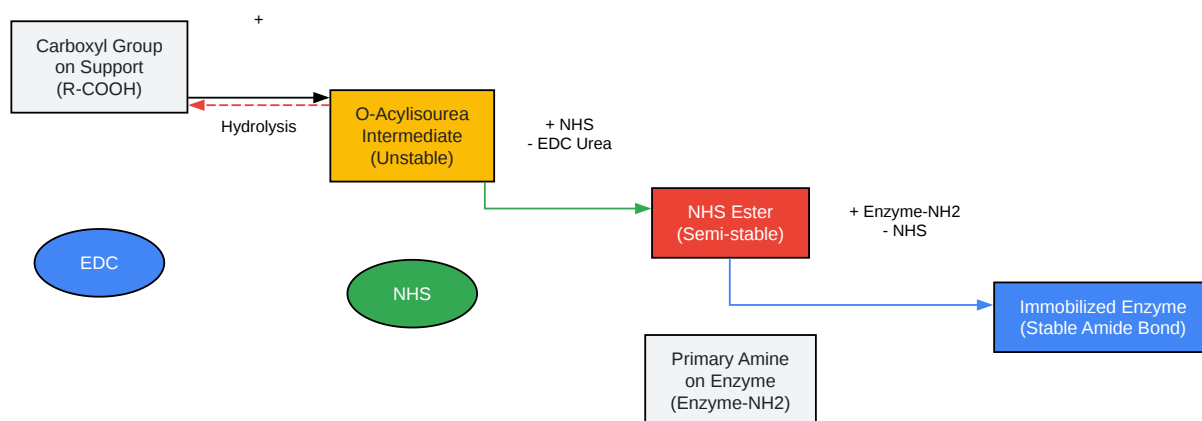 +
Carboxyl Group
on Support
(R-COOH)
Hydrolysis
O-Acylisourea
Intermediate
(Unstable)
+ NHS
- EDC Urea
NHS Ester
(Semi-stable)
+ Enzyme-NH2
- NHS
EDC
NHS
Immobilized Enzyme
(Stable Amide Bond)
Primary Amine
on Enzyme
(Enzyme-NH2)